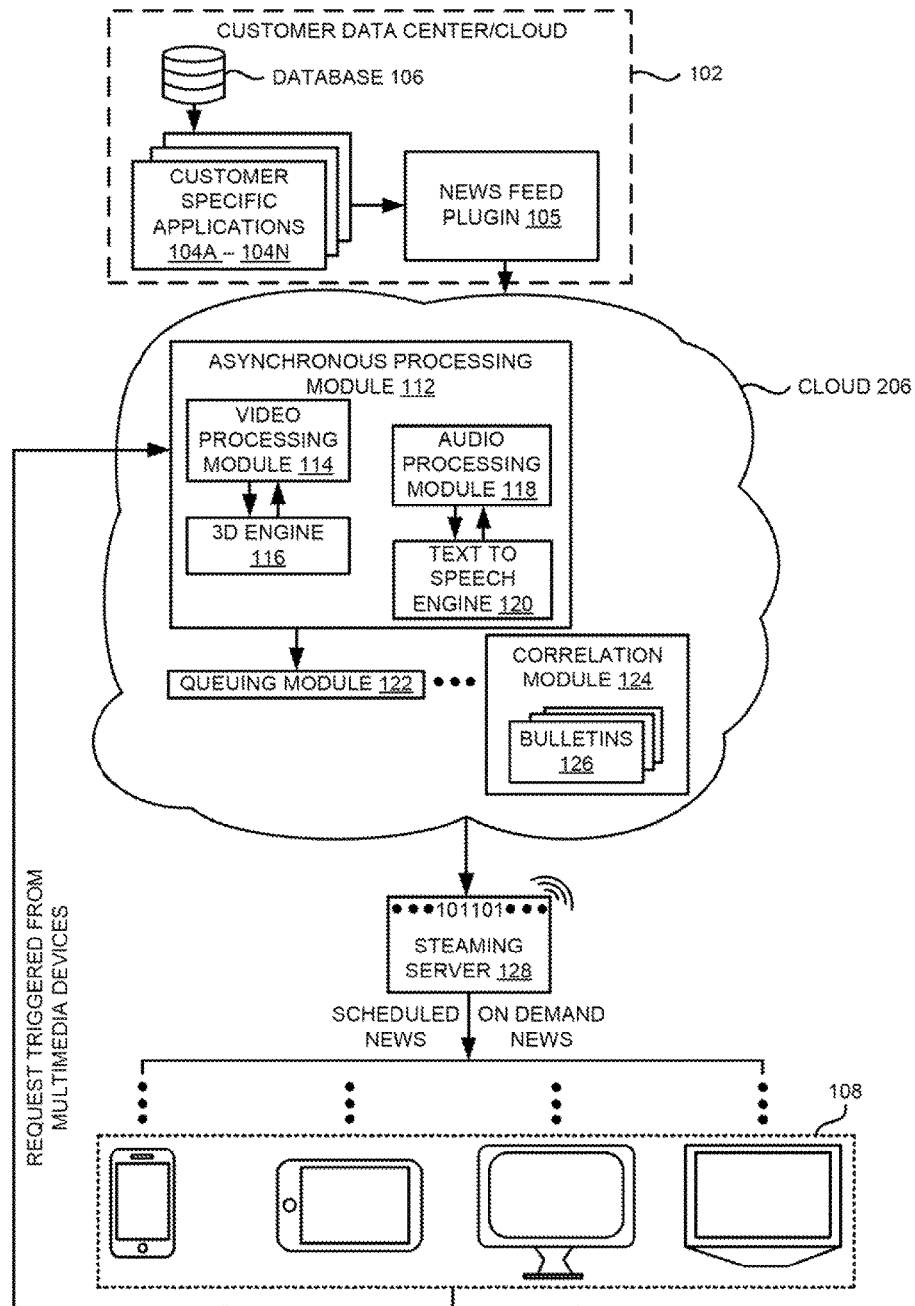 CUSTOMER DATA CENTER/CLOUD
DATABASE 106
102
CUSTOMER
SPECIFIC
APPLICATIONS
104A – 104N
NEWS FEED
PLUGIN 105
ASYNCHRONOUS PROCESSING
MODULE 112
CLOUD 206
VIDEO
PROCESSING
MODULE 114
AUDIO
PROCESSING
MODULE 118
3D ENGINE
116
TEXT TO
SPEECH
ENGINE 120
QUEUING MODULE 122
CORRELATION
MODULE 124
BULLETINS
126
101101
STEAMING
SERVER 128
SCHEDULED
NEWS
ON DEMAND
NEWS
REQUEST TRIGGERED FROM
MULTIMEDIA DEVICES
108